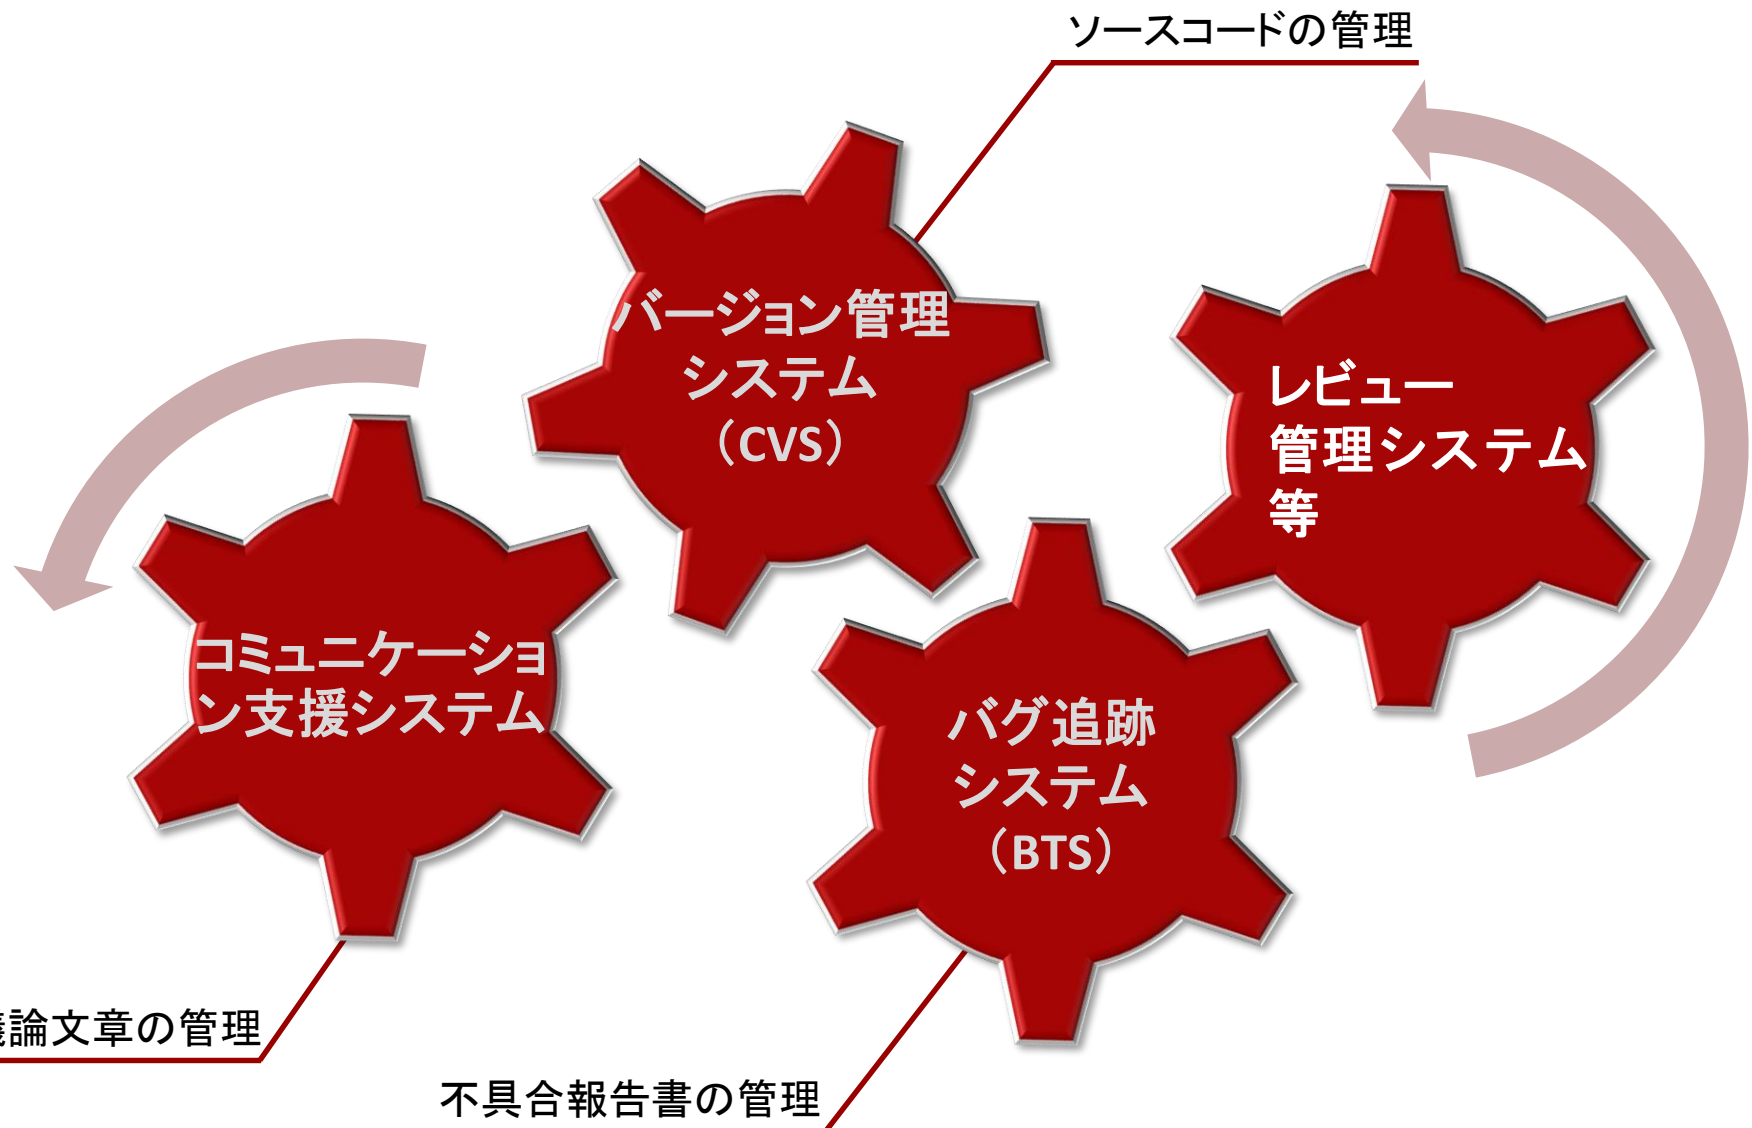 ソースコードの管理
バージョン管理
システム
（CVS）
レビュー
管理システム
等
コミュニケーショ
ン支援システム
バグ追跡
システム
（BTS）
論文章の管理
不具合報告書の管理